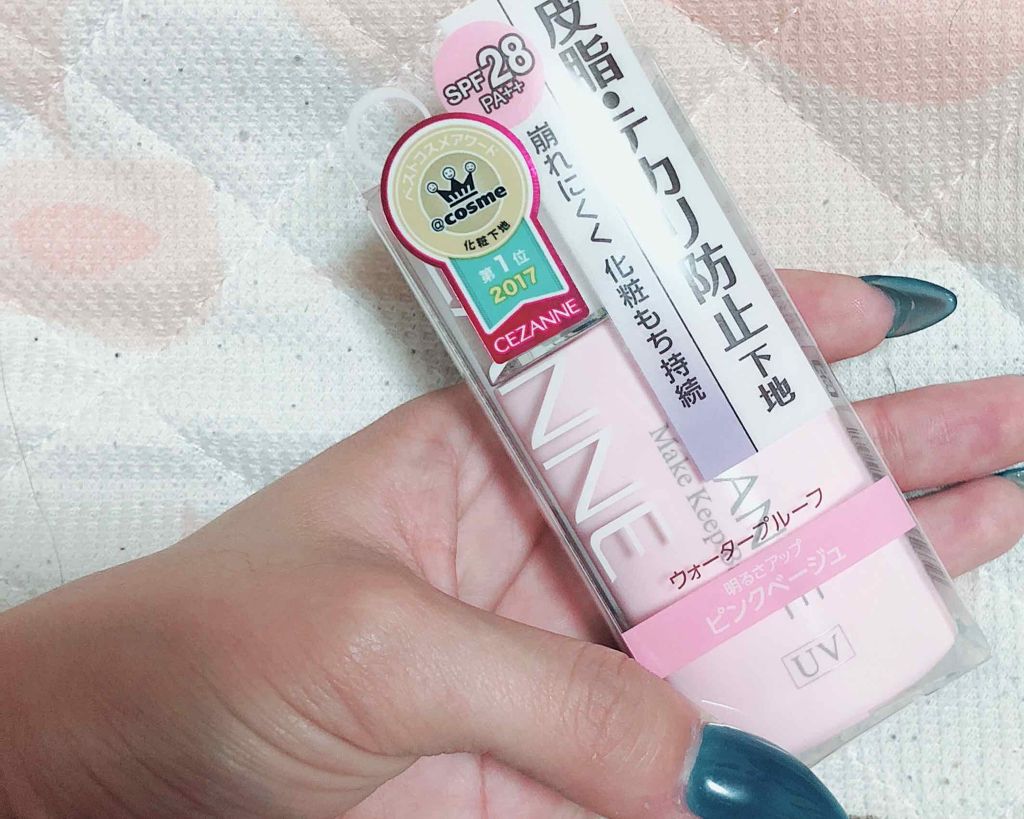 SPF28
PA++
皮脂・テカリ防止下地
崩れにくく 化粧もち持続
ベストコスメアワード
@cosme
化粧下地
第1位
2017
CEZANNE
NNE
Make Keep
AN
E
ウォータープルーフ
明るさアップ
ピンクベージュ
UV